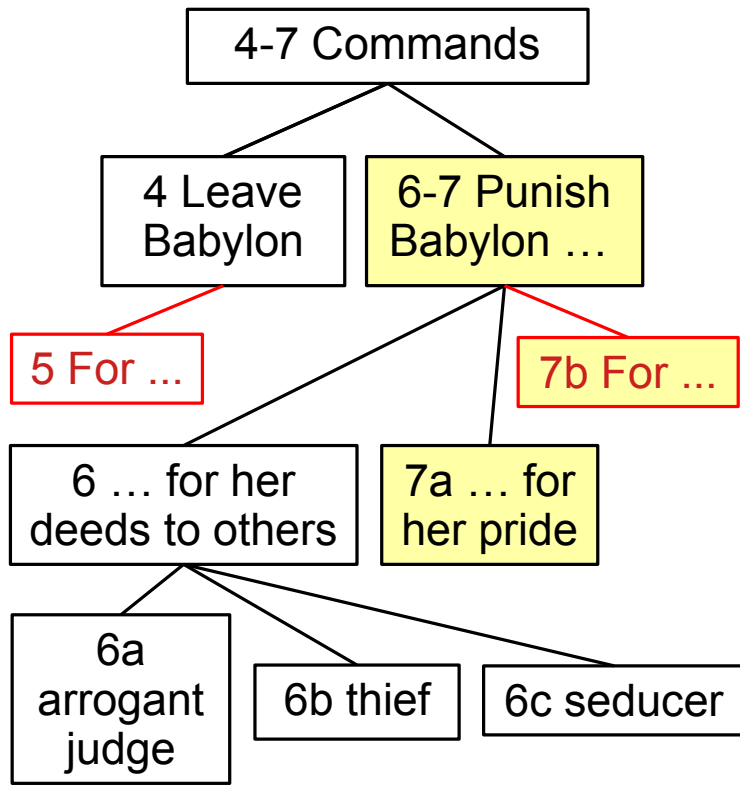 4-7 Commands
4 Leave
Babylon
6-7 Punish
Babylon …
5 For ...
7b For ...
6 … for her
deeds to others
7a … for
her pride
6a
arrogant
judge
6b thief
6c seducer